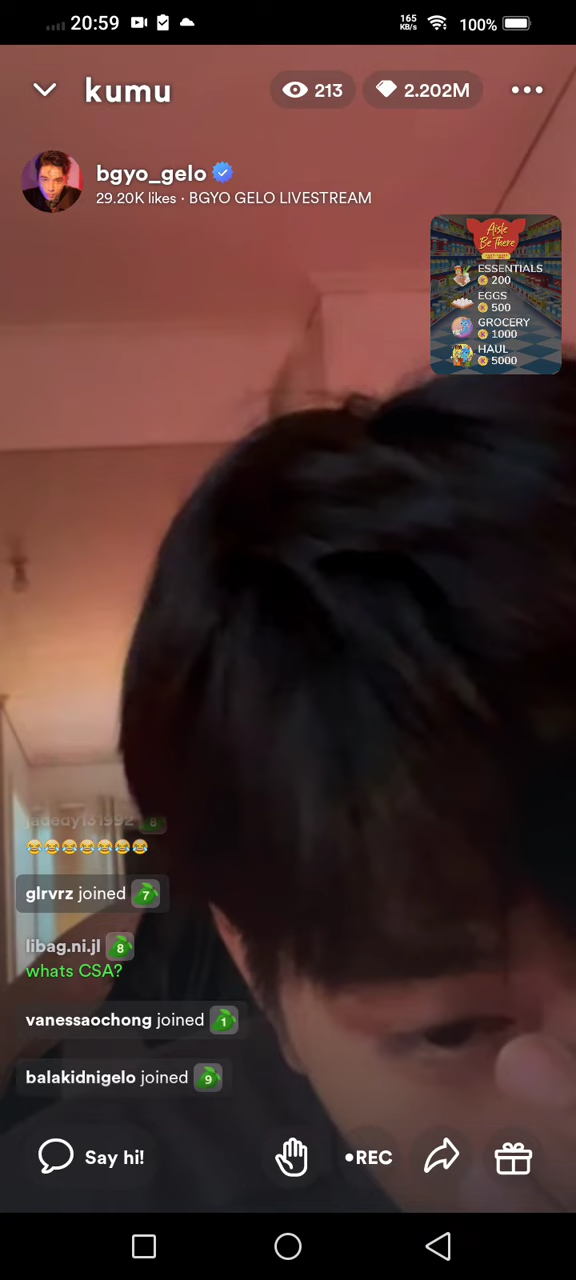 20:59
165
KB/s
100%
kumu
213
2.202M
bgyo_gelo
29.20K likes · BGYO GELO LIVESTREAM
Aisle
Be There
ESSENTIALS
200
EGGS
500
GROCERY
1000
HAUL
5000
jadedy131992 8
😂😂😂😂😂😂😂
glrvrz joined 7
libag.ni.jl 8
whats CSA?
vanessaochong joined 1
balakidnigelo joined 9
Say hi!
•REC